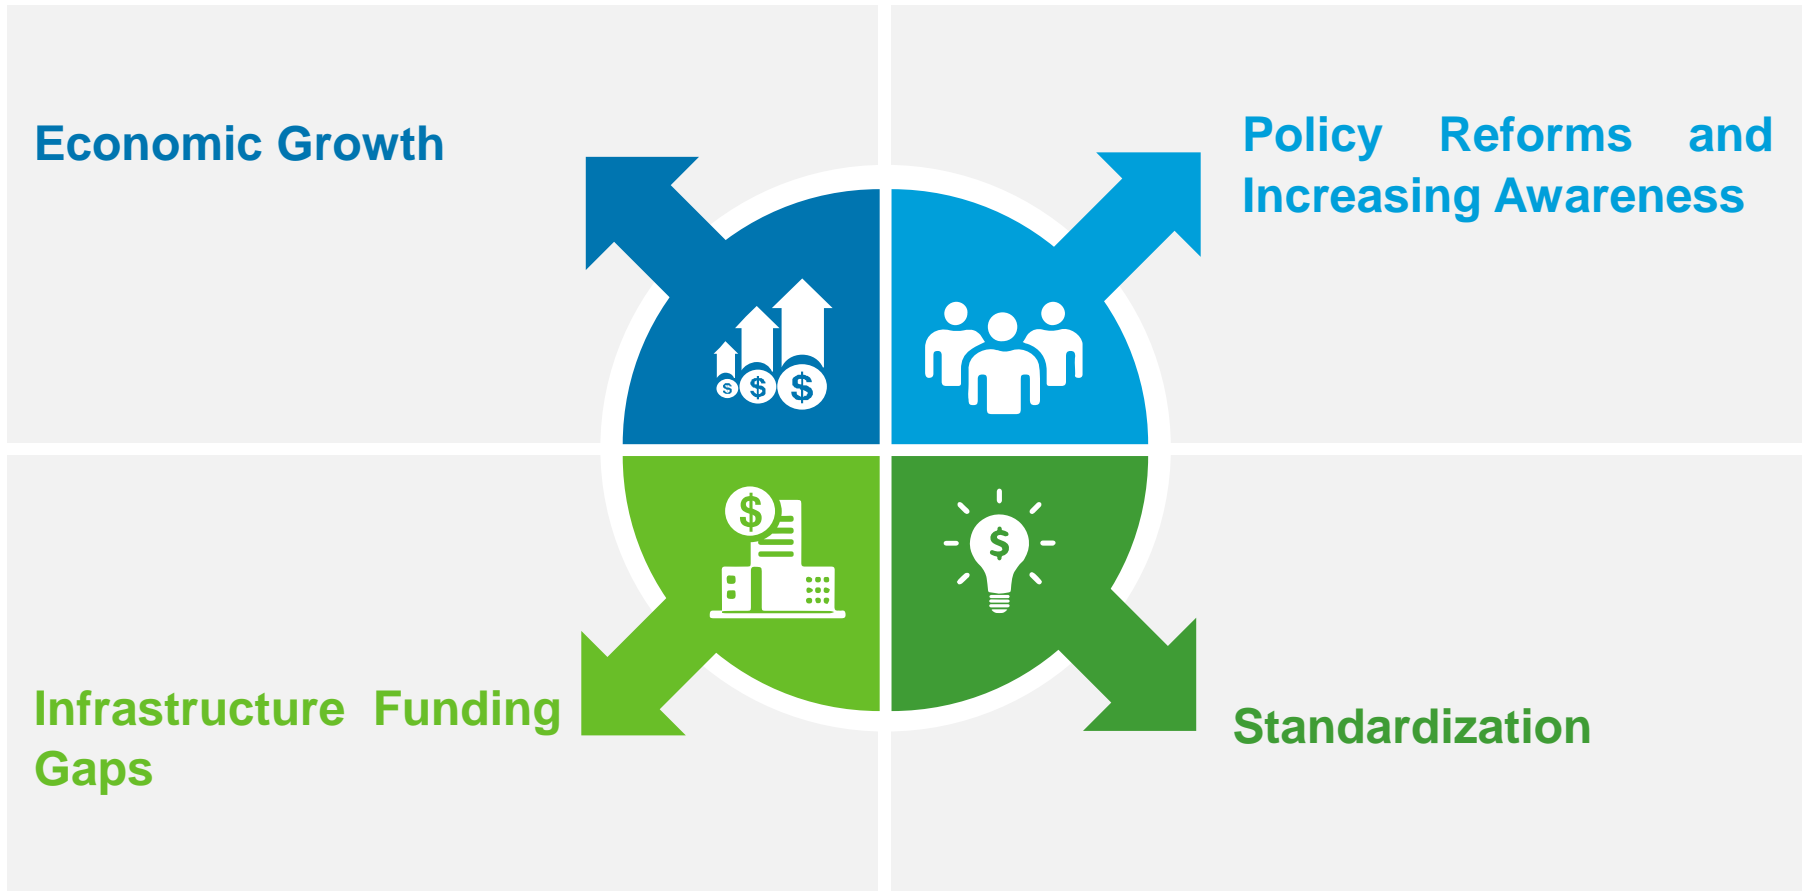 Economic Growth
Policy Reforms and
Increasing Awareness
$ $ $
$
$
Infrastructure Funding
Gaps
Standardization